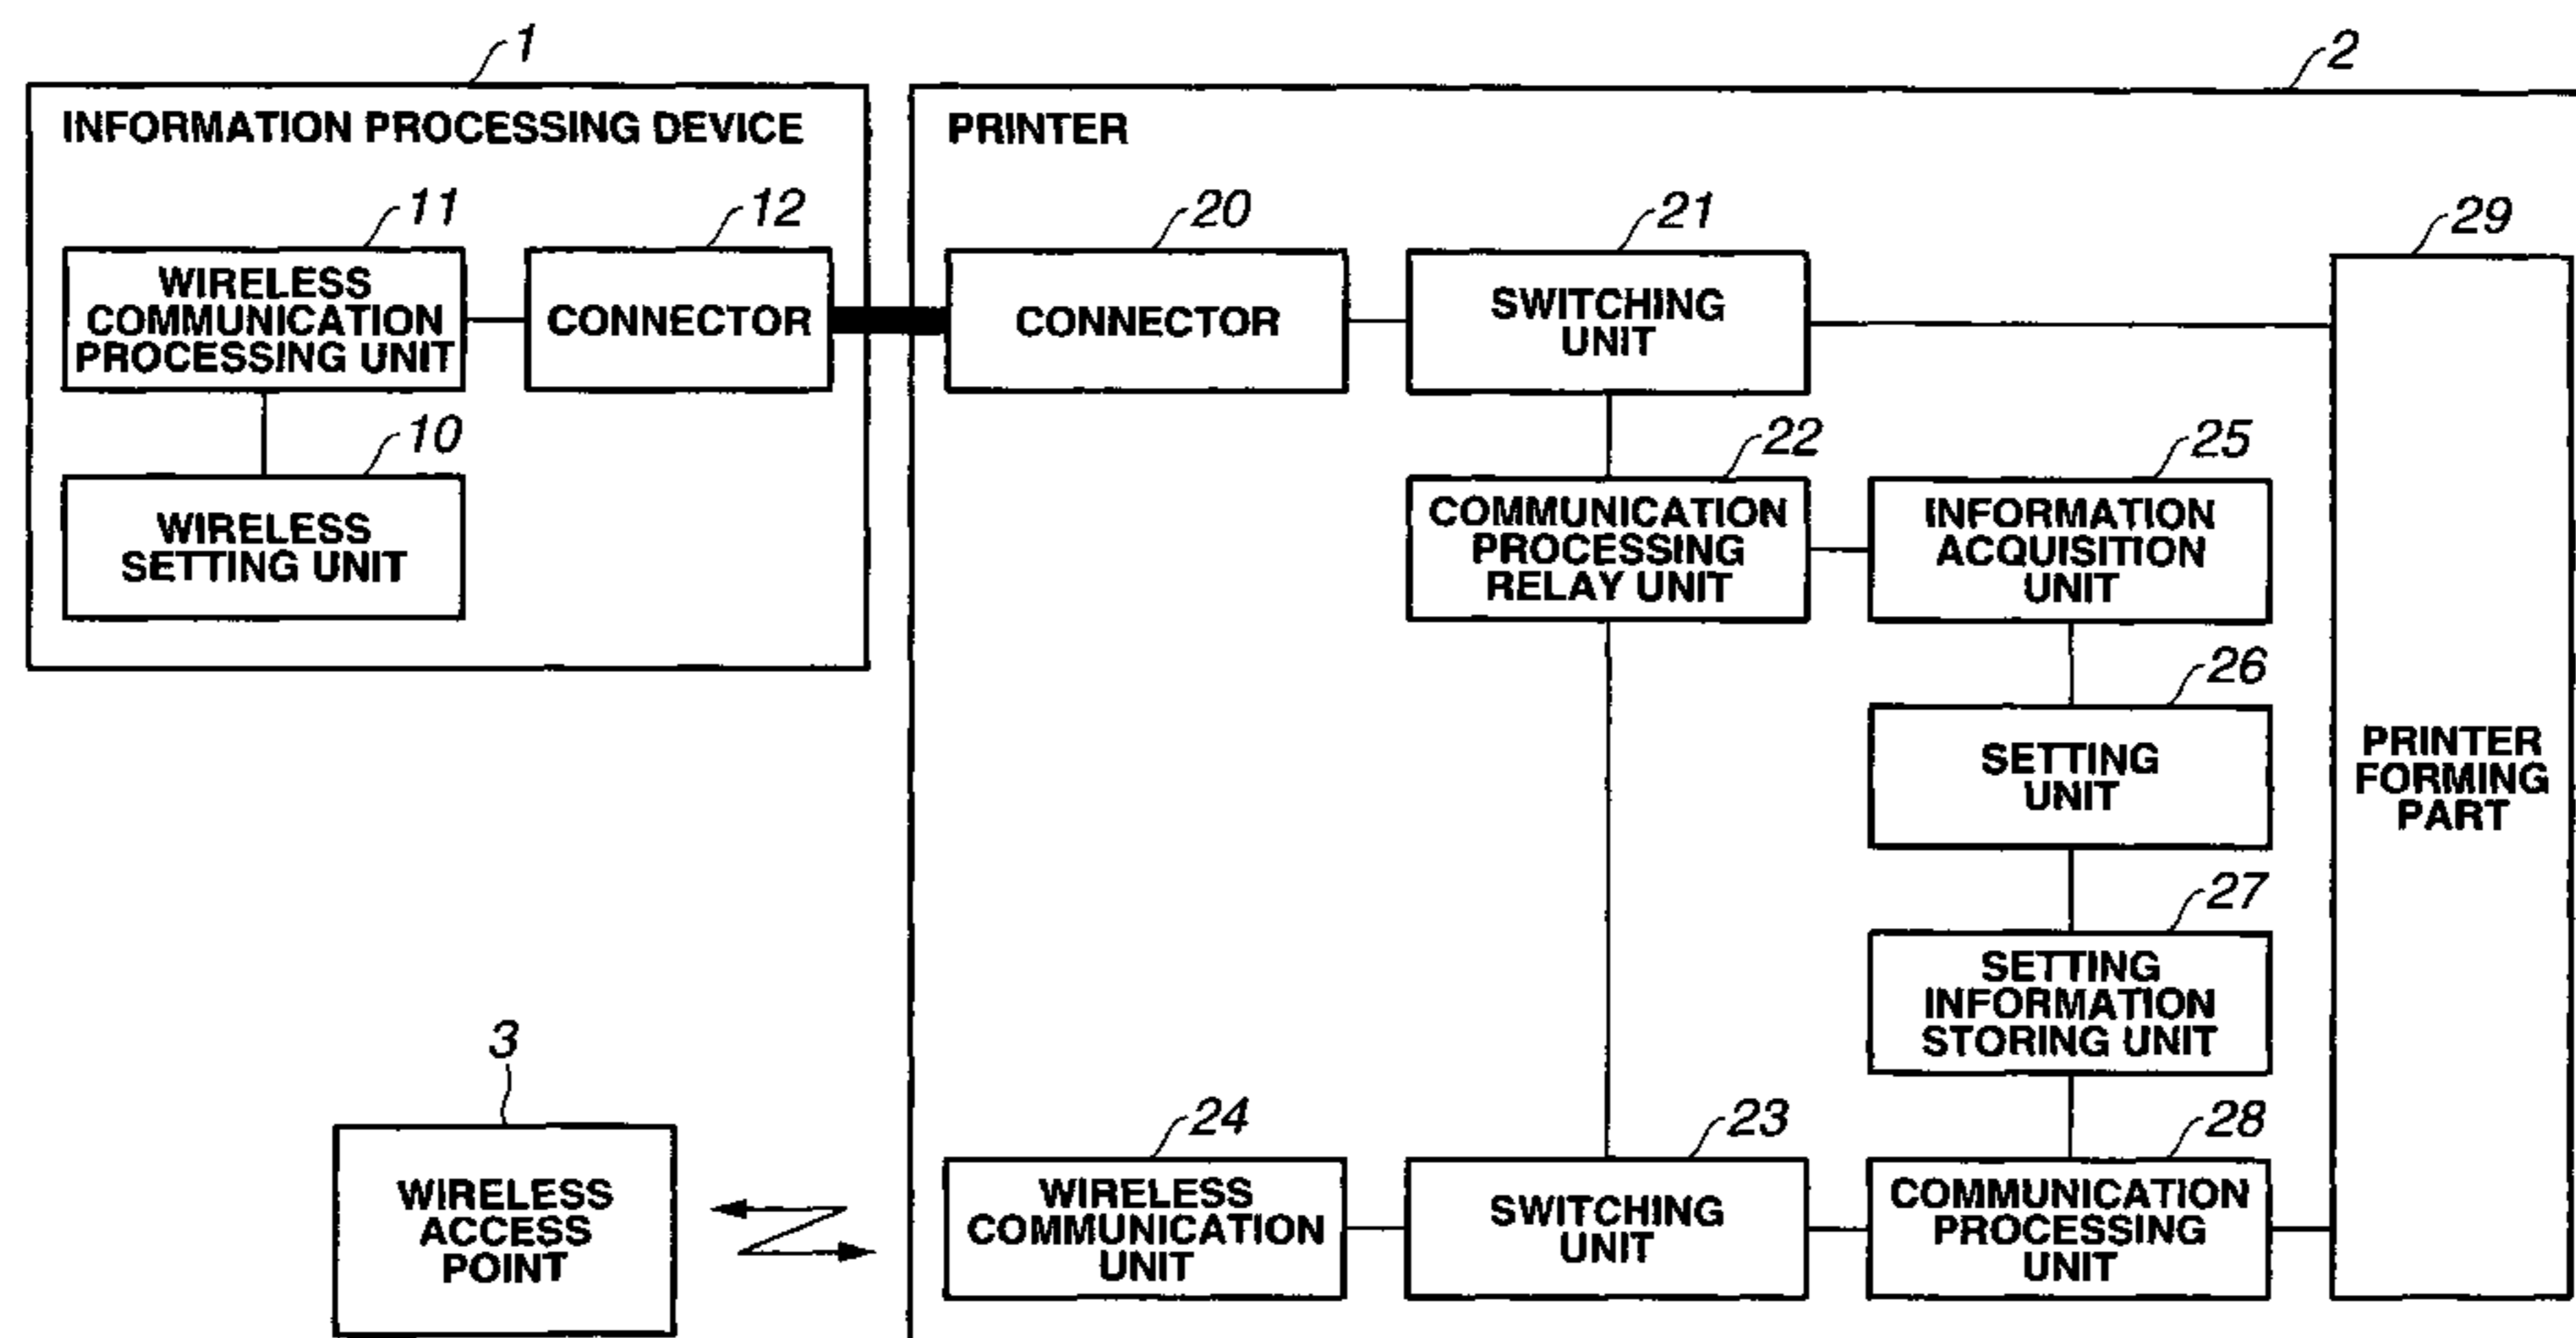 1
2
INFORMATION PROCESSING DEVICE
PRINTER
11
12
20
21
29
WIRELESS
COMMUNICATION
PROCESSING UNIT
CONNECTOR
CONNECTOR
SWITCHING
UNIT
10
22
25
WIRELESS
SETTING UNIT
COMMUNICATION
PROCESSING
RELAY UNIT
INFORMATION
ACQUISITION
UNIT
26
SETTING
UNIT
PRINTER
FORMING
PART
27
SETTING
INFORMATION
STORING UNIT
3
24
23
28
WIRELESS
ACCESS
POINT
WIRELESS
COMMUNICATION
UNIT
SWITCHING
UNIT
COMMUNICATION
PROCESSING
UNIT